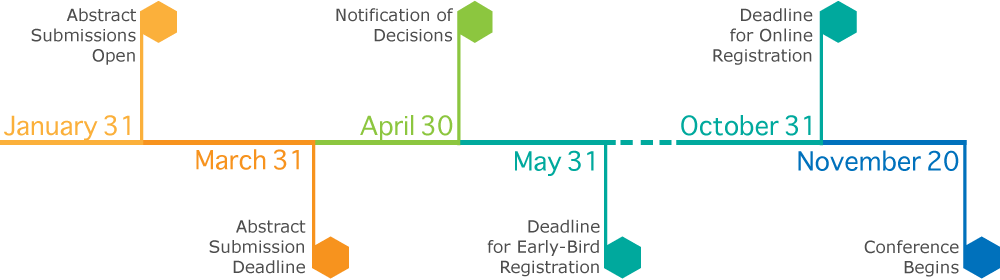 Abstract
Submissions
Open
January 31
March 31
Abstract
Submission
Deadline
Notification of
Decisions
April 30
May 31
Deadline
for Early-Bird
Registration
Deadline
for Online
Registration
October 31
November 20
Conference
Begins